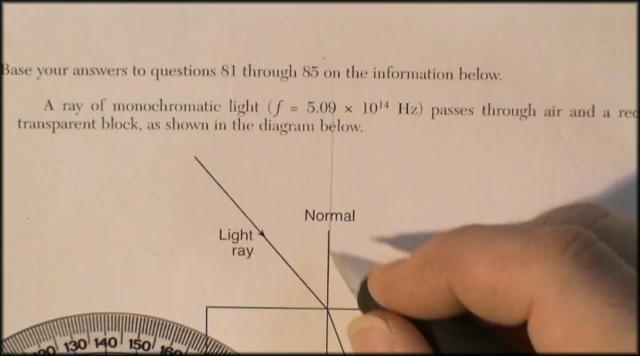 Base your answers to questions 81 through 85 on the information below.
A ray of monochromatic light (f = 5.09 × 10¹⁴ Hz) passes through air and a
transparent block, as shown in the diagram below.
Normal
Light
ray
130 140 150